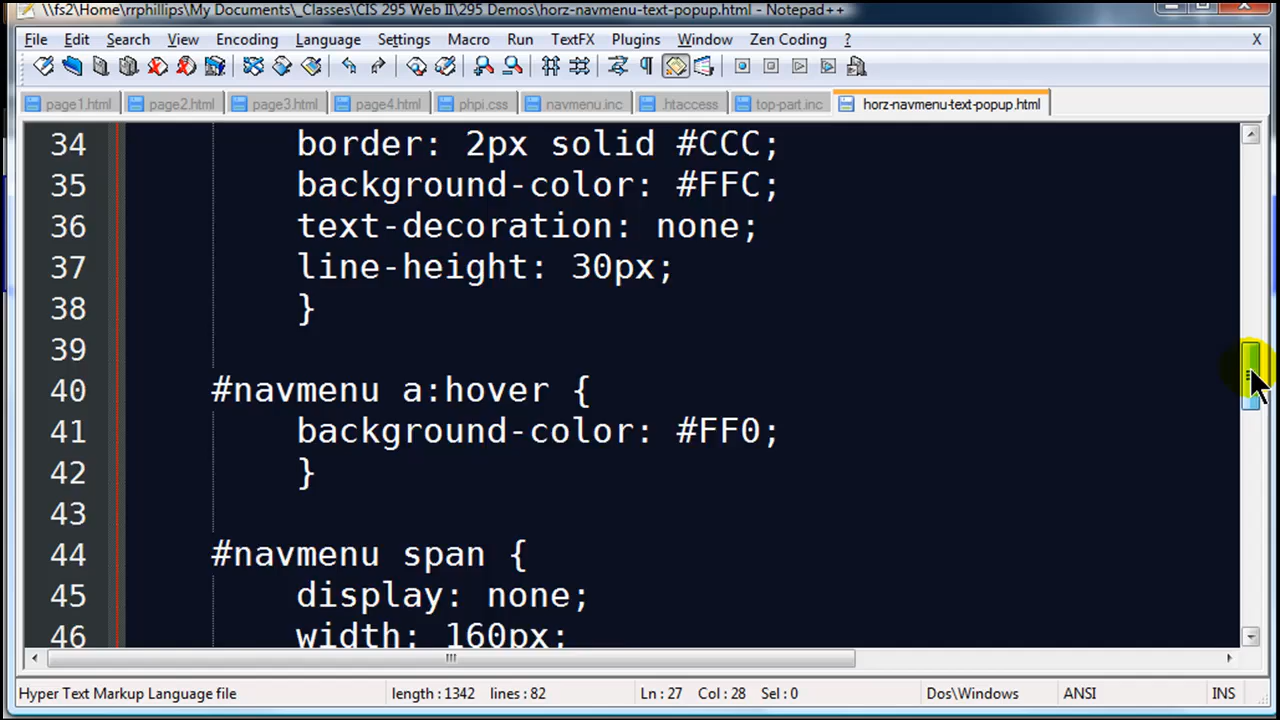 \\fs2\Home\rrphillips\My Documents\_Classes\CIS 295 Web II\295 Demos\horz-navmenu-text-popup.html - Notepad++
File Edit Search View Encoding Language Settings Macro Run TextFX Plugins Window Zen Coding ? X
page1.html page2.html page3.html page4.html phpi.css navmenu.inc .htaccess top-part.inc horz-navmenu-text-popup.html
34 border: 2px solid #CCC;
35 background-color: #FFC;
36 text-decoration: none;
37 line-height: 30px;
38 }
39
40 #navmenu a:hover {
41 background-color: #FF0;
42 }
43
44 #navmenu span {
45 display: none;
46 width: 160px;
Hyper Text Markup Language file length : 1342 lines : 82 Ln : 27 Col : 28 Sel : 0 Dos\Windows ANSI INS